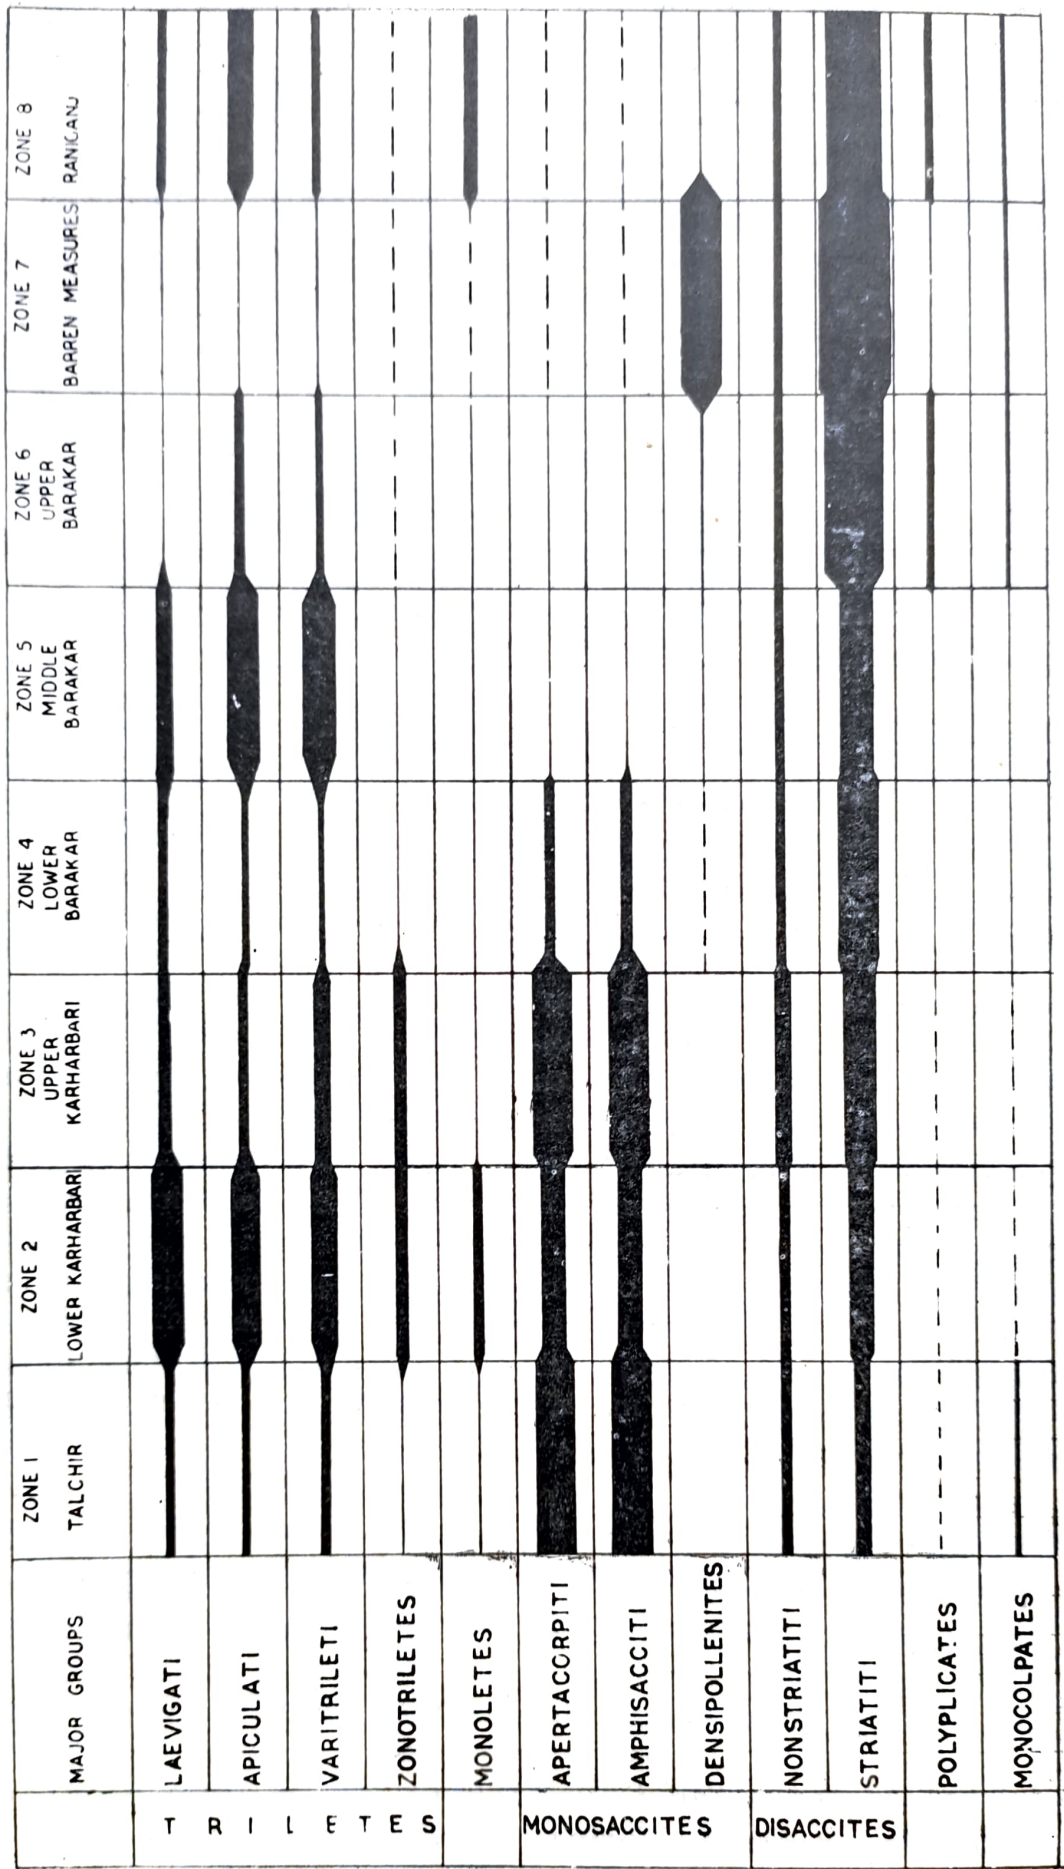 ZONE 8
RANIGANJ
ZONE 7
BARREN MEASURES
ZONE 6
UPPER
BARAKAR
ZONE 5
MIDDLE
BARAKAR
ZONE 4
LOWER
BARAKAR
ZONE 3
UPPER
KARHARBARI
ZONE 2
LOWER KARHARBARI
ZONE 1
TALCHIR
MAJOR GROUPS
LAEVIGATI
APICULATI
VARITRILETI
ZONOTRILETES
MONOLETES
APERTACORPITI
AMPHISACCITI
DENSIPOLLENITES
NONSTRIATITI
STRIATITI
POLYPLICATES
MONOCOLPATES
TRILETES
MONOSACCITES
DISACCITES